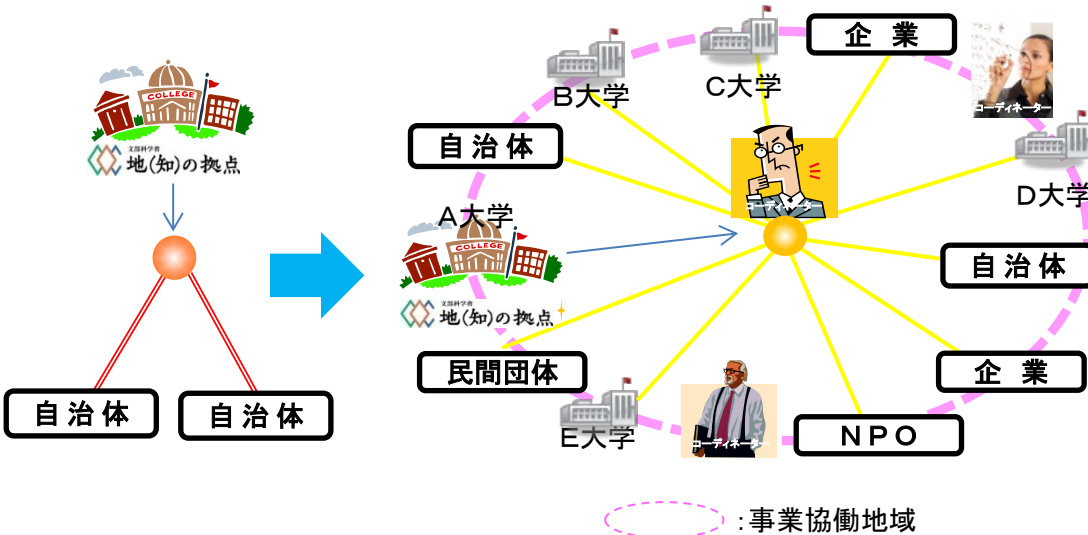 COLLEGE
文部科学省
地(知)の拠点
自治体
自治体
企 業
コーディネーター
C大学
B大学
自治体
コーディネーター
D大学
A大学
COLLEGE
自治体
文部科学省
地(知)の拠点
民間団体
企 業
E大学
コーディネーター
NPO
:事業協働地域